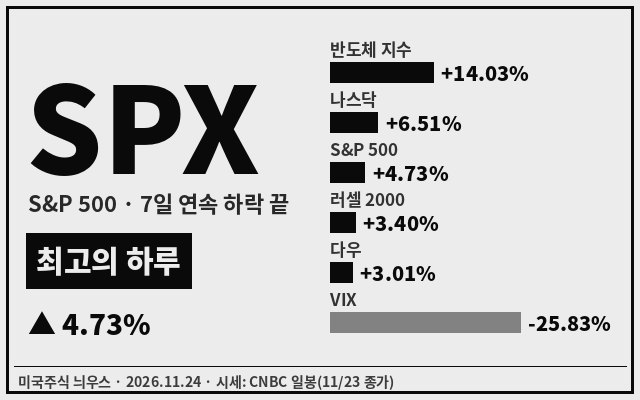 SPX
S&P 500 · 7일 연속 하락 끝
최고의 하루
▲ 4.73%
반도체 지수
+14.03%
나스닥
+6.51%
S&P 500
+4.73%
러셀 2000
+3.40%
다우
+3.01%
VIX
-25.83%
미국주식 늬우스 · 2026.11.24 · 시세: CNBC 일봉(11/23 종가)